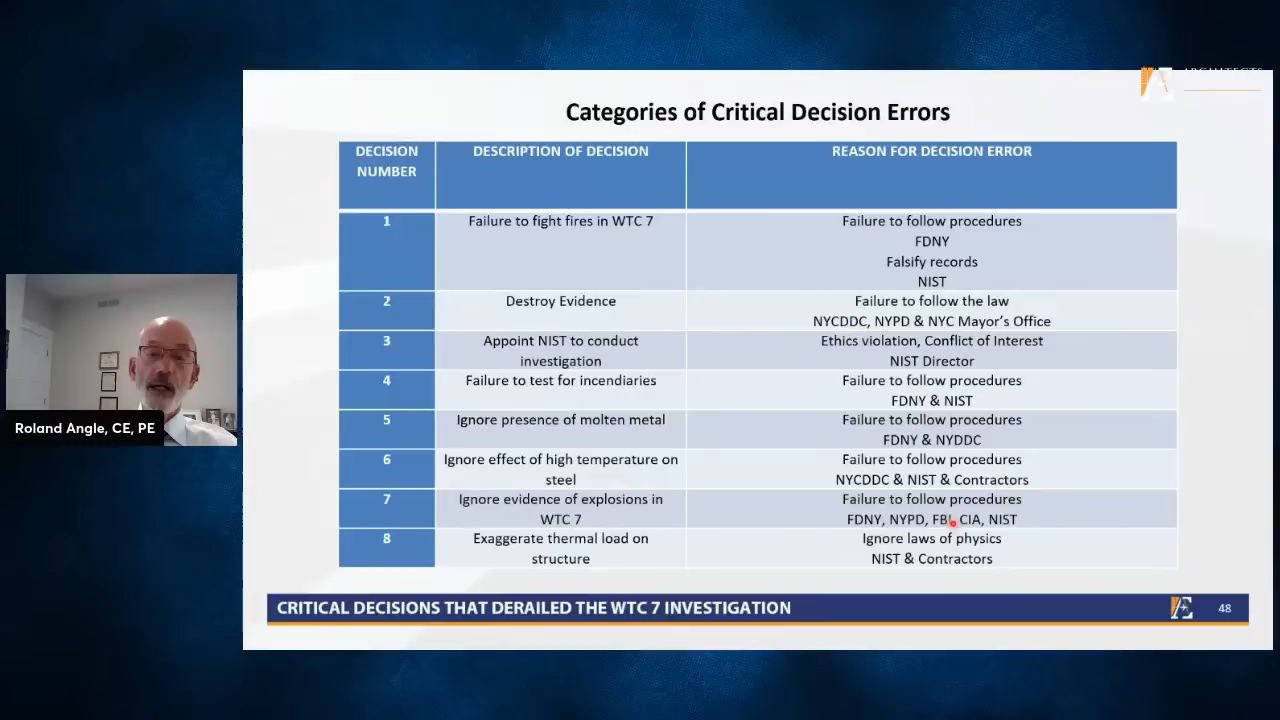 ARCHITECTS
Categories of Critical Decision Errors
DECISION NUMBER
DESCRIPTION OF DECISION
REASON FOR DECISION ERROR
1
Failure to fight fires in WTC 7
Failure to follow procedures
FDNY
Falsify records
NIST
2
Destroy Evidence
Failure to follow the law
NYCDDC, NYPD & NYC Mayor's Office
3
Appoint NIST to conduct
investigation
Ethics violation, Conflict of Interest
NIST Director
4
Failure to test for incendiaries
Failure to follow procedures
FDNY & NIST
5
Ignore presence of molten metal
Failure to follow procedures
FDNY & NYDDC
6
Ignore effect of high temperature on
steel
Failure to follow procedures
NYCDDC & NIST & Contractors
7
Ignore evidence of explosions in
WTC 7
Failure to follow procedures
FDNY, NYPD, FBI, CIA, NIST
8
Exaggerate thermal load on
structure
Ignore laws of physics
NIST & Contractors
Roland Angle, CE, PE
CRITICAL DECISIONS THAT DERAILED THE WTC 7 INVESTIGATION
AE 48